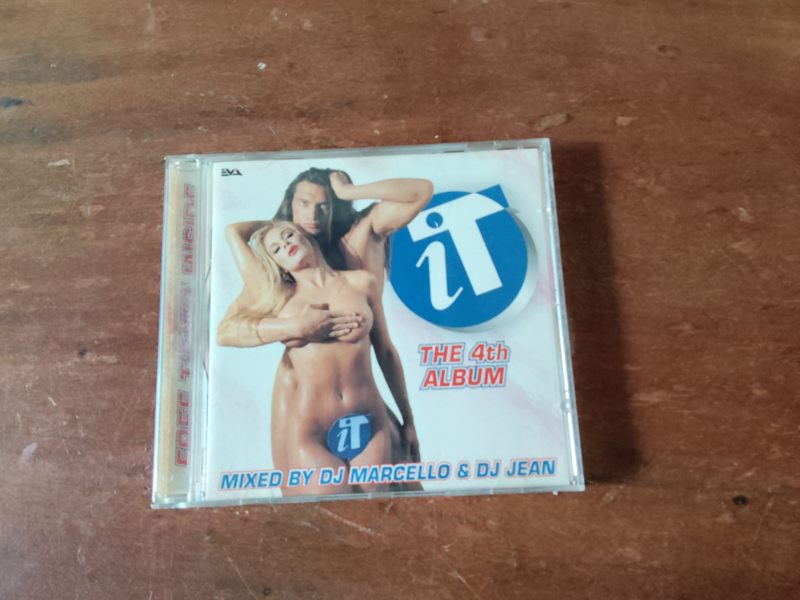 EVA
iT
THE 4th
ALBUM
iT
MIXED BY DJ MARCELLO & DJ JEAN